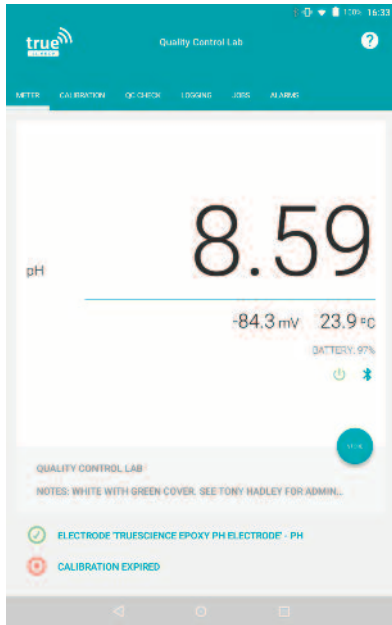 100% 16:33
true
SCIENCE
Quality Control Lab
?
METER CALIBRATION QC CHECK LOGGING JOBS ALARMS
8.59
pH
-84.3 mV 23.9 ºC
BATTERY: 97%
QUALITY CONTROL LAB
NOTES: WHITE WITH GREEN COVER. SEE TONY HADLEY FOR ADMIN...
ELECTRODE 'TRUESCIENCE EPOXY PH ELECTRODE' - PH
CALIBRATION EXPIRED